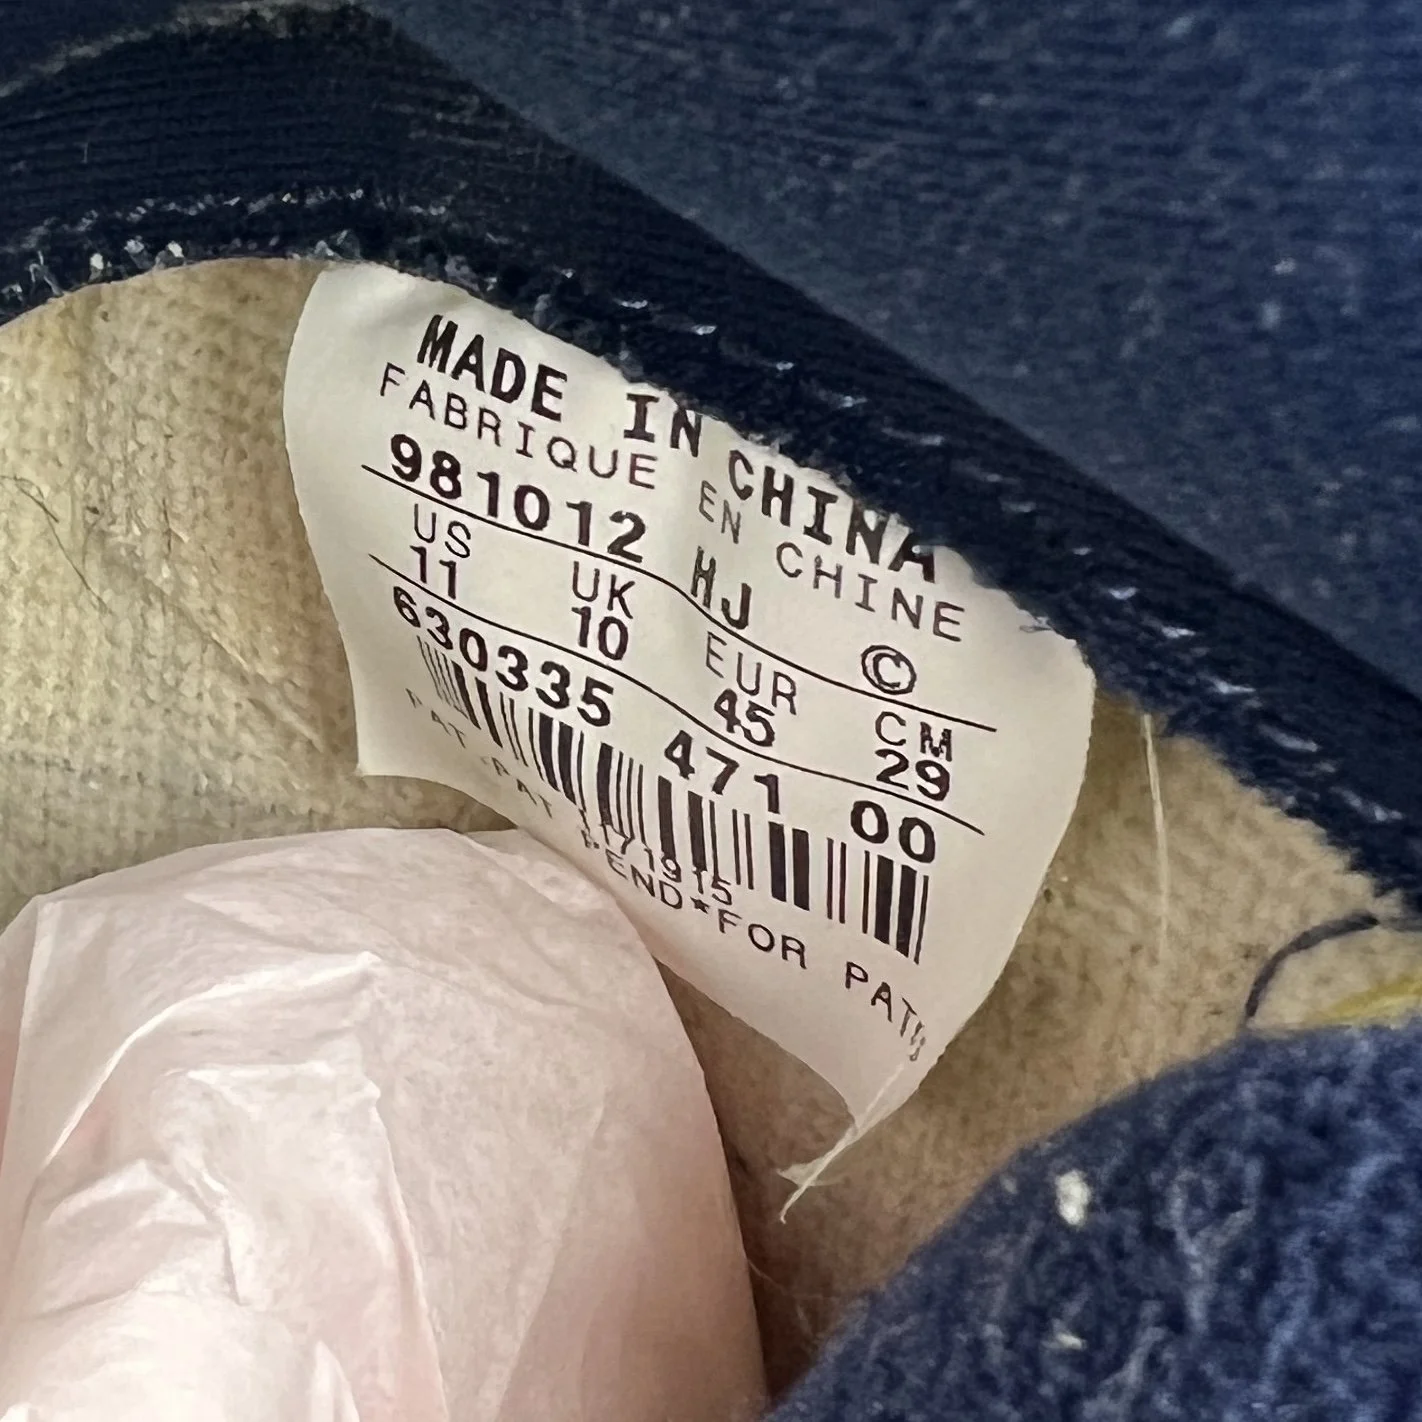 MADE IN CHINA
FABRIQUE EN CHINE
981012 HJ ©
US UK EUR CM
11 10 45 29
630335 471 00
PAT PAT PEND*FOR PAT